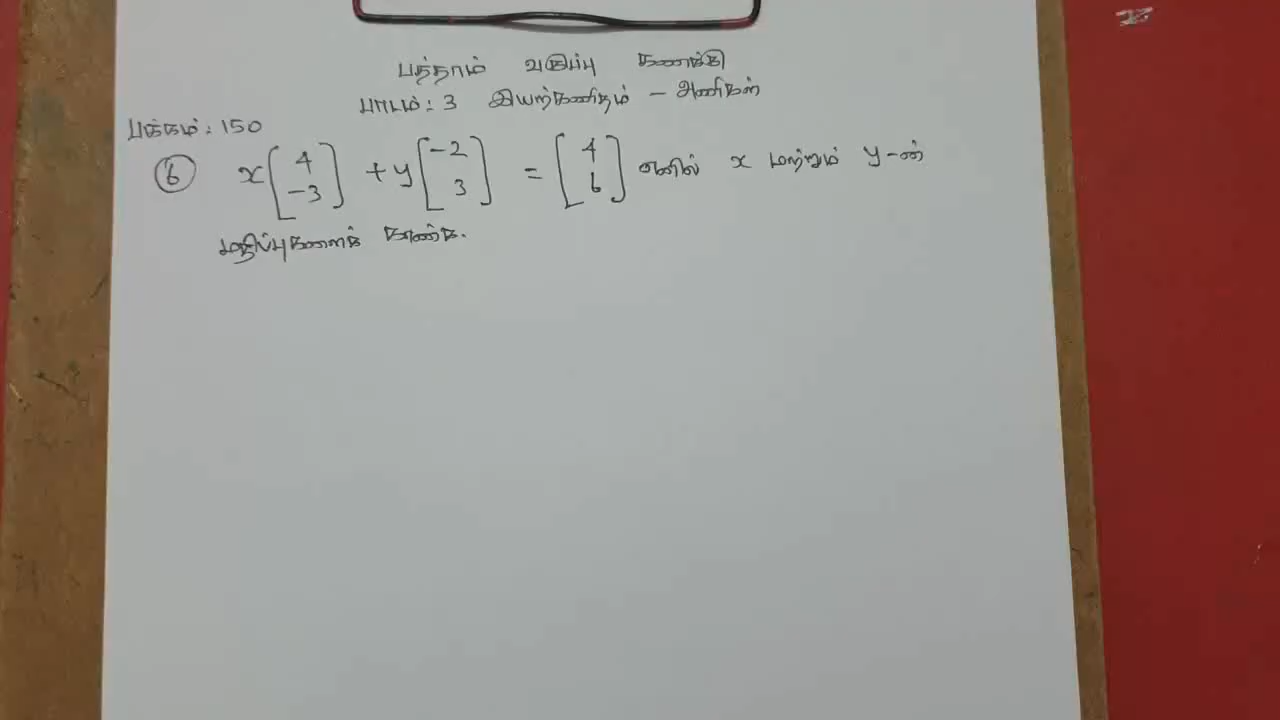 பத்தாம் வகுப்பு கணக்கு
பாடம் : 3 இயற்கணிதம் - அணிகள்
பக்கம் : 150
6 x [4 -3] + y [-2 3] = [4 6] எனில் x மற்றும் y-ன்
மதிப்புகளைக் காண்க.